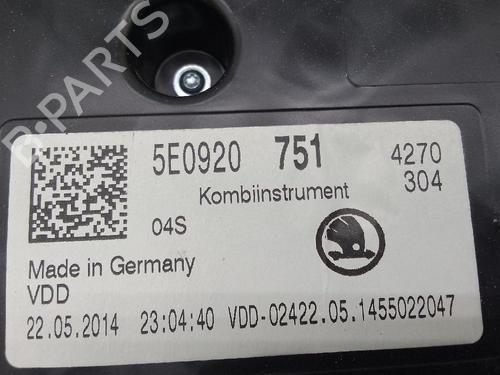 B-PARTS
5E0920 751 4270
Kombiinstrument 304
04S
Made in Germany
VDD
22.05.2014 23:04:40 VDD-02422.05.1455022047